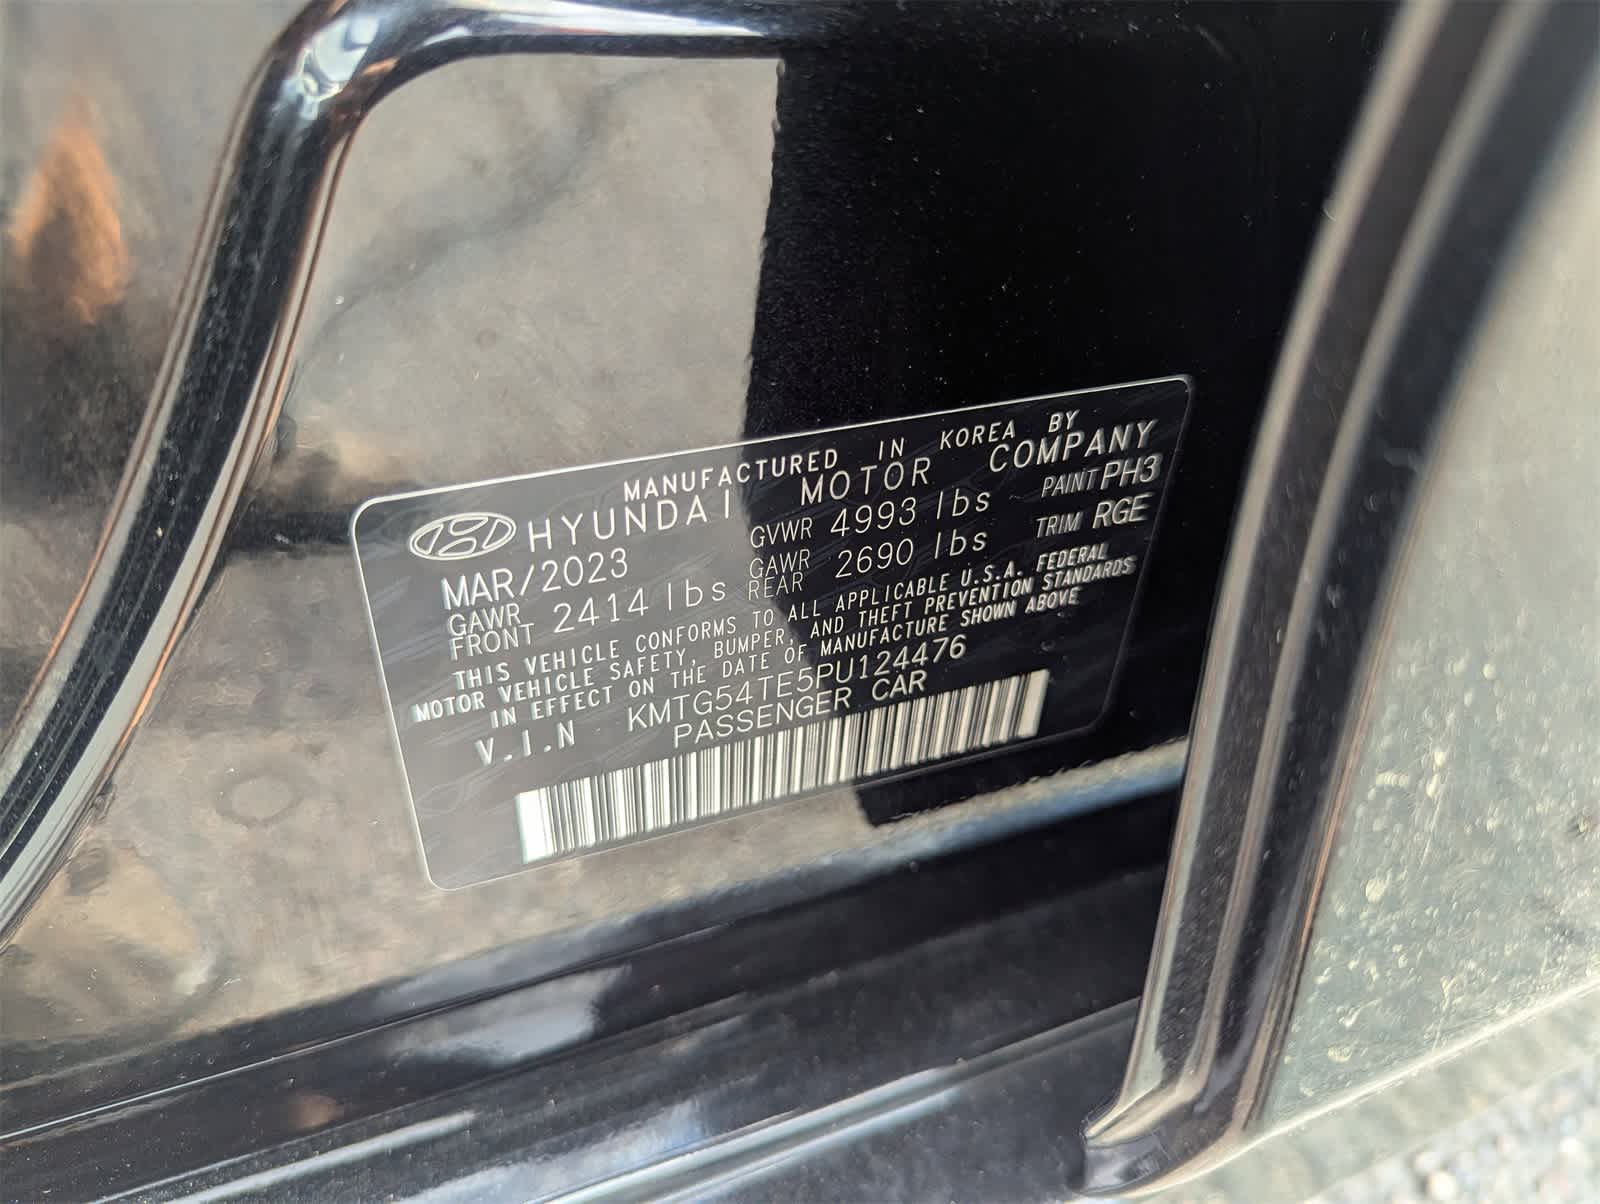 MANUFACTURED IN KOREA BY
HYUNDAI MOTOR COMPANY
MAR/2023 GVWR 4993 lbs PAINT PH3
GAWR FRONT 2414 lbs GAWR REAR 2690 lbs TRIM RGE
THIS VEHICLE CONFORMS TO ALL APPLICABLE U.S.A. FEDERAL
MOTOR VEHICLE SAFETY, BUMPER, AND THEFT PREVENTION STANDARDS
IN EFFECT ON THE DATE OF MANUFACTURE SHOWN ABOVE
V.I.N KMTG54TE5PU124476
PASSENGER CAR